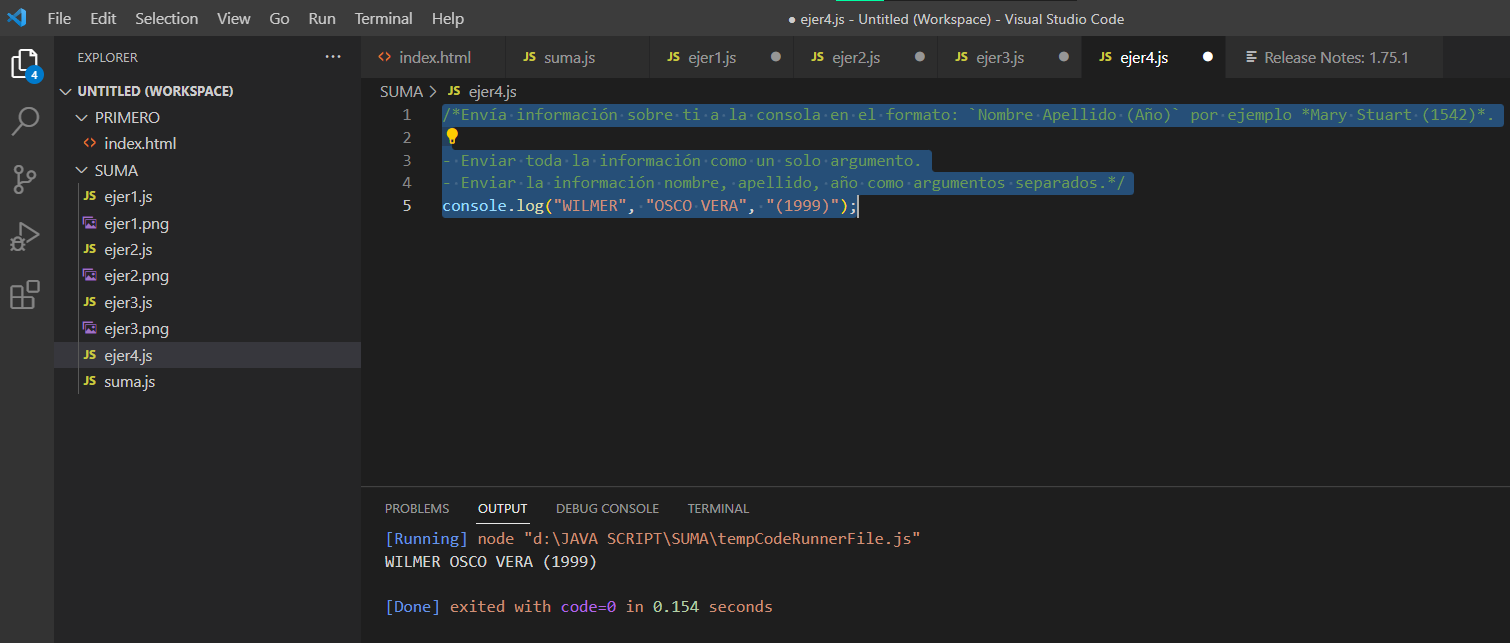 File Edit Selection View Go Run Terminal Help
● ejer4.js - Untitled (Workspace) - Visual Studio Code
4
EXPLORER ···
UNTITLED (WORKSPACE)
PRIMERO
<> index.html
SUMA
JS ejer1.js
ejer1.png
JS ejer2.js
ejer2.png
JS ejer3.js
ejer3.png
JS ejer4.js
JS suma.js
<> index.html JS suma.js JS ejer1.js ● JS ejer2.js ● JS ejer3.js ● JS ejer4.js ● Release Notes: 1.75.1
SUMA > JS ejer4.js
1 /*Envía información sobre ti a la consola en el formato: `Nombre Apellido (Año)` por ejemplo *Mary Stuart (1542)*.
2
3 - Enviar toda la información como un solo argumento.
4 - Enviar la información nombre, apellido, año como argumentos separados.*/
5 console.log("WILMER", "OSCO VERA", "(1999)");
PROBLEMS OUTPUT DEBUG CONSOLE TERMINAL
[Running] node "d:\JAVA SCRIPT\SUMA\tempCodeRunnerFile.js"
WILMER OSCO VERA (1999)
[Done] exited with code=0 in 0.154 seconds